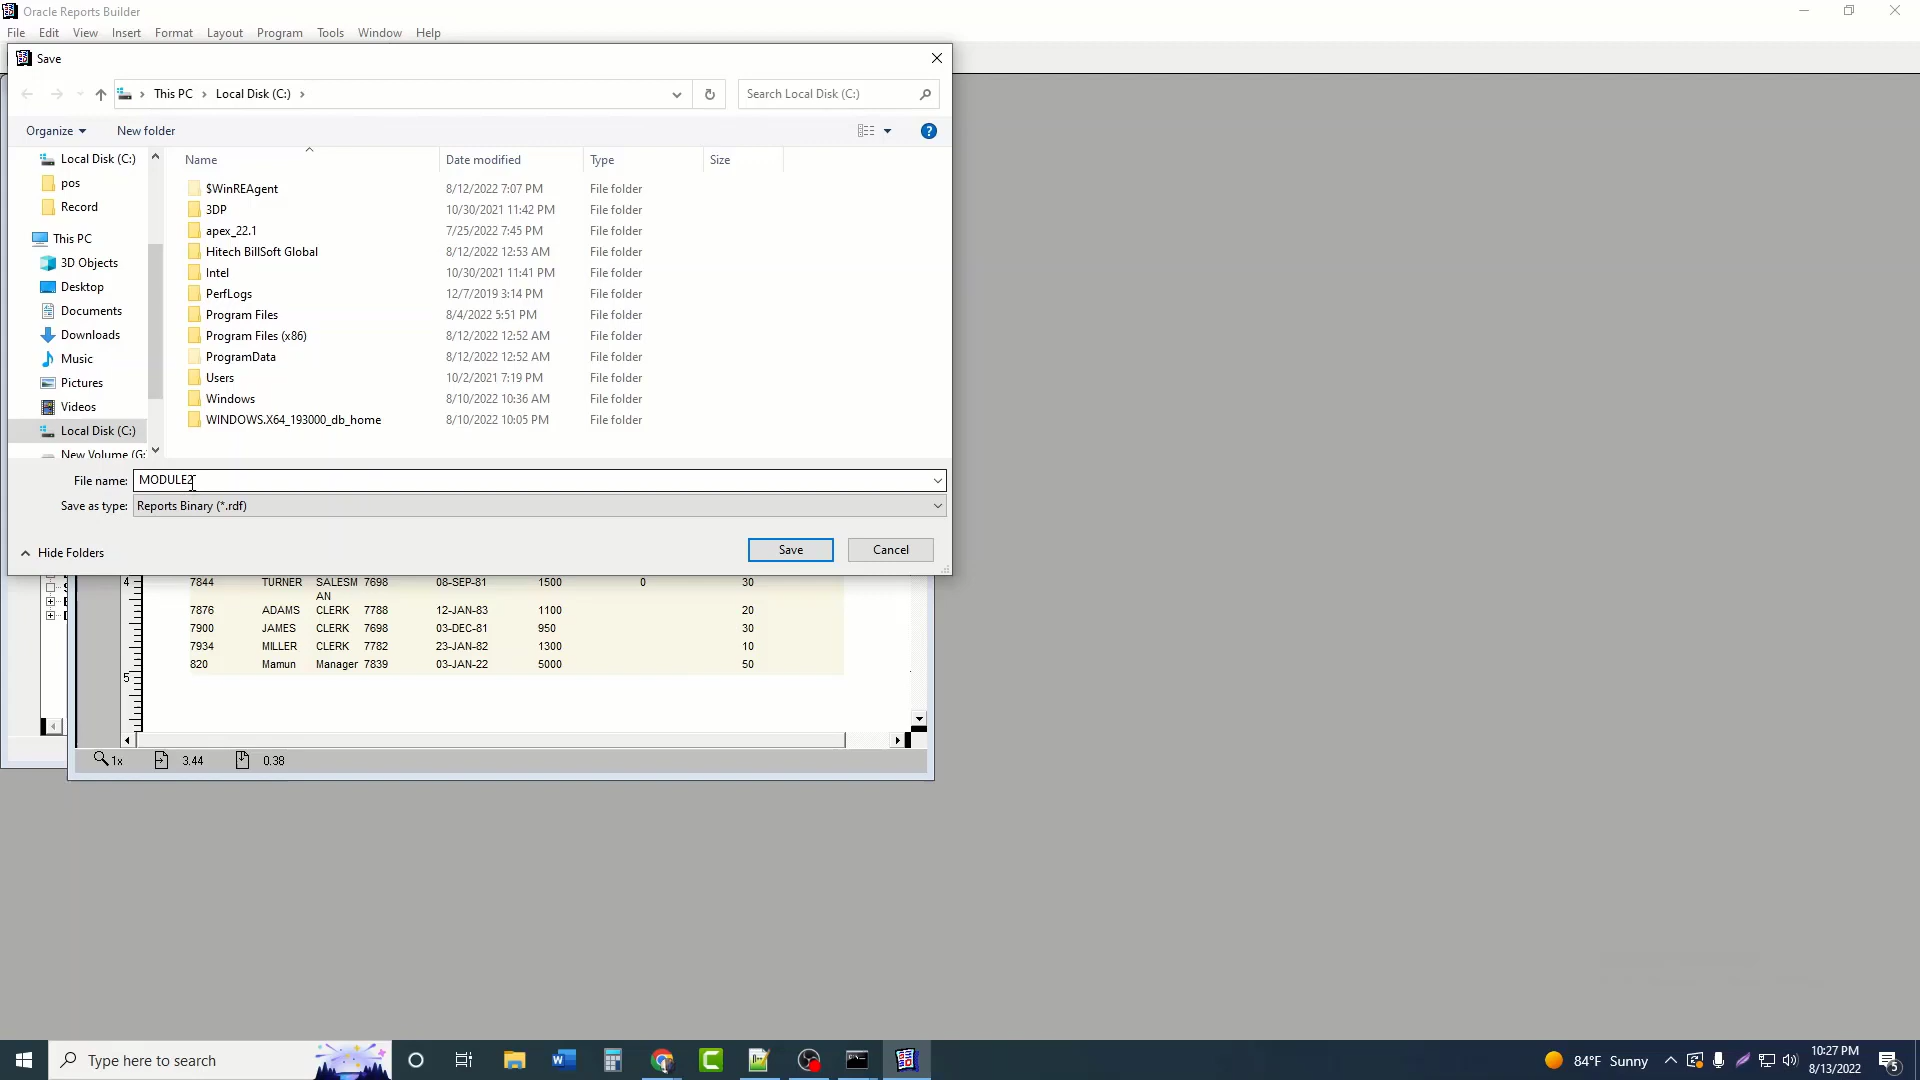 Oracle Reports Builder
File Edit View Insert Format Layout Program Tools Window Help
Save
This PC Local Disk (C:)
Search Local Disk (C:)
Organize New folder
Name Date modified Type Size
Local Disk (C:)
pos
Record
This PC
3D Objects
Desktop
Documents
Downloads
Music
Pictures
Videos
Local Disk (C:)
New Volume (G:
$WinREAgent 8/12/2022 7:07 PM File folder
3DP 10/30/2021 11:42 PM File folder
apex_22.1 7/25/2022 7:45 PM File folder
Hitech BillSoft Global 8/12/2022 12:53 AM File folder
Intel 10/30/2021 11:41 PM File folder
PerfLogs 12/7/2019 3:14 PM File folder
Program Files 8/4/2022 5:51 PM File folder
Program Files (x86) 8/12/2022 12:52 AM File folder
ProgramData 8/12/2022 12:52 AM File folder
Users 10/2/2021 7:19 PM File folder
Windows 8/10/2022 10:36 AM File folder
WINDOWS.X64_193000_db_home 8/10/2022 10:05 PM File folder
File name: MODULE2
Save as type: Reports Binary (*.rdf)
Hide Folders
Save Cancel
4
7844 TURNER SALESM 7698 08-SEP-81 1500 0 30
AN
7876 ADAMS CLERK 7788 12-JAN-83 1100 20
7900 JAMES CLERK 7698 03-DEC-81 950 30
7934 MILLER CLERK 7782 23-JAN-82 1300 10
820 Mamun Manager 7839 03-JAN-22 5000 50
5
1x 3.44 0.38
Type here to search
84°F Sunny
10:27 PM
8/13/2022
5